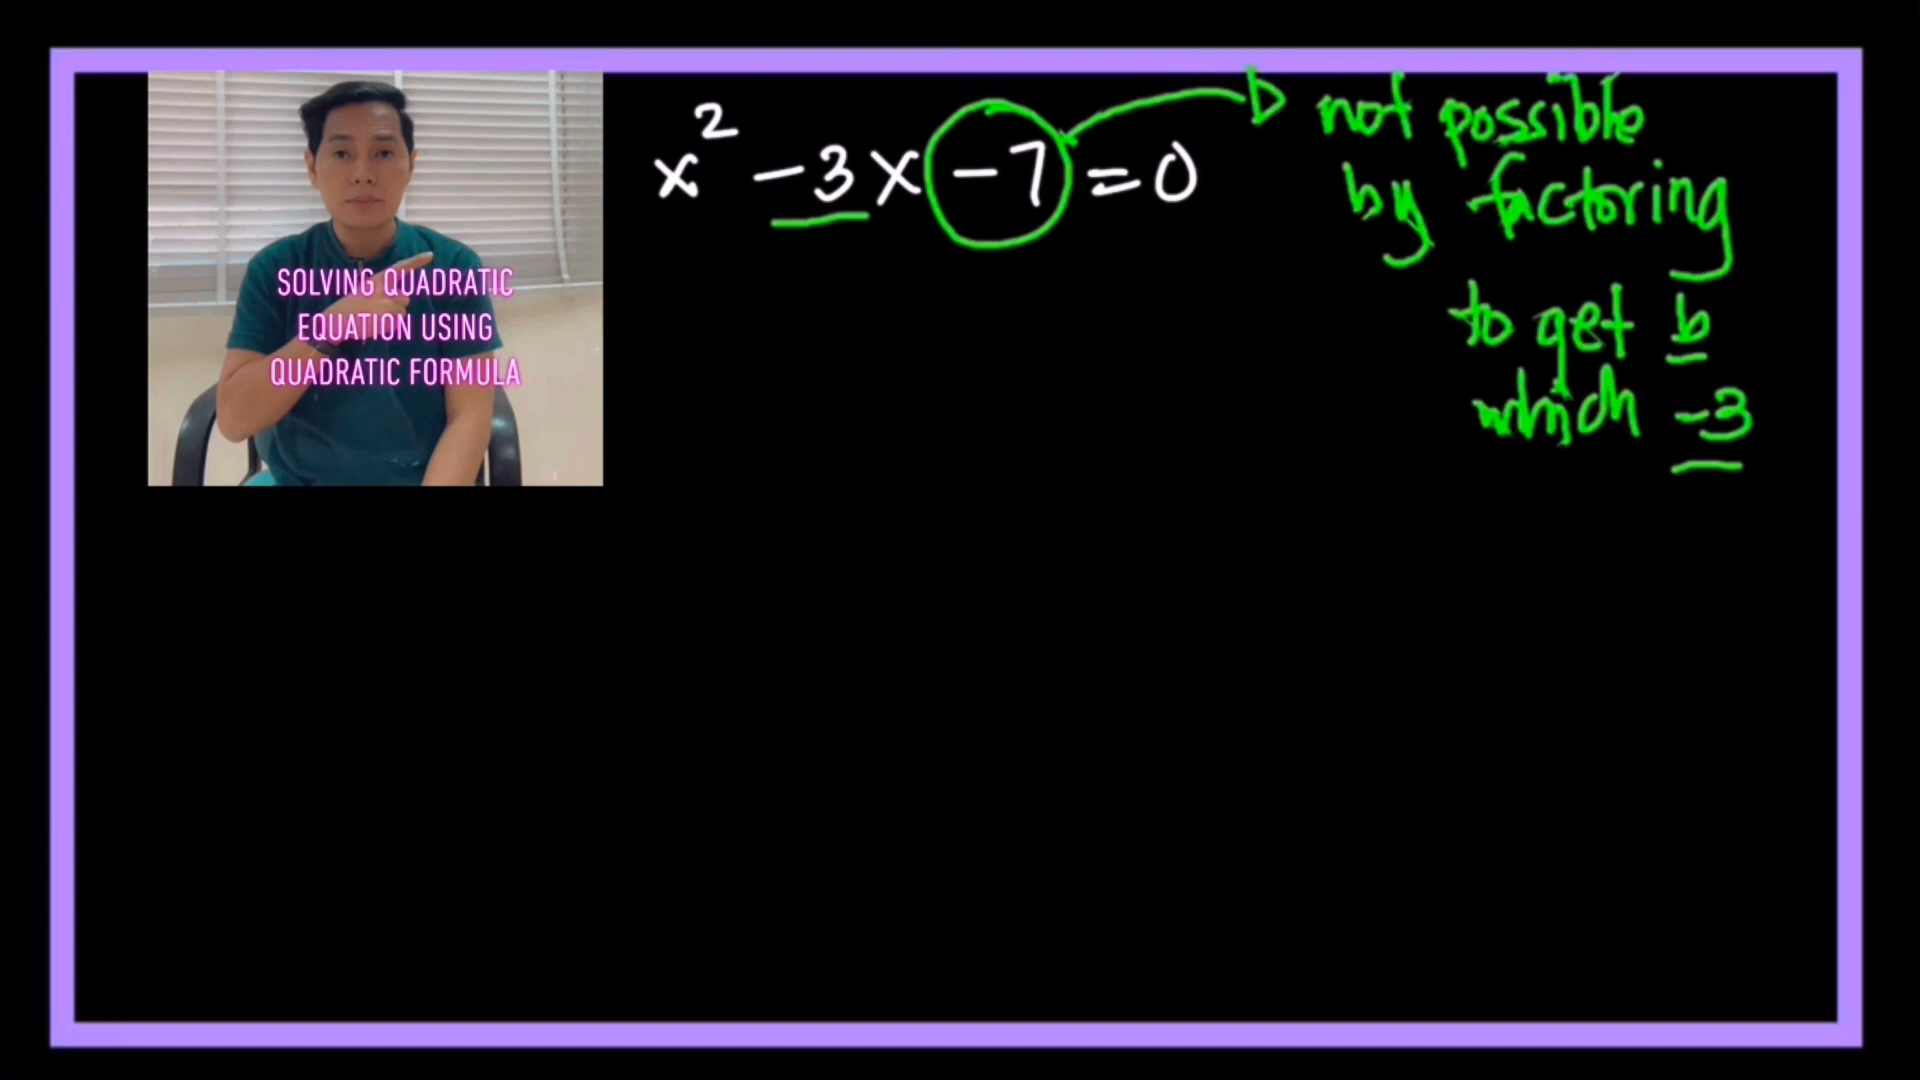 SOLVING QUADRATIC
EQUATION USING
QUADRATIC FORMULA
x² -3x -7 = 0
not possible
by factoring
to get b
which -3